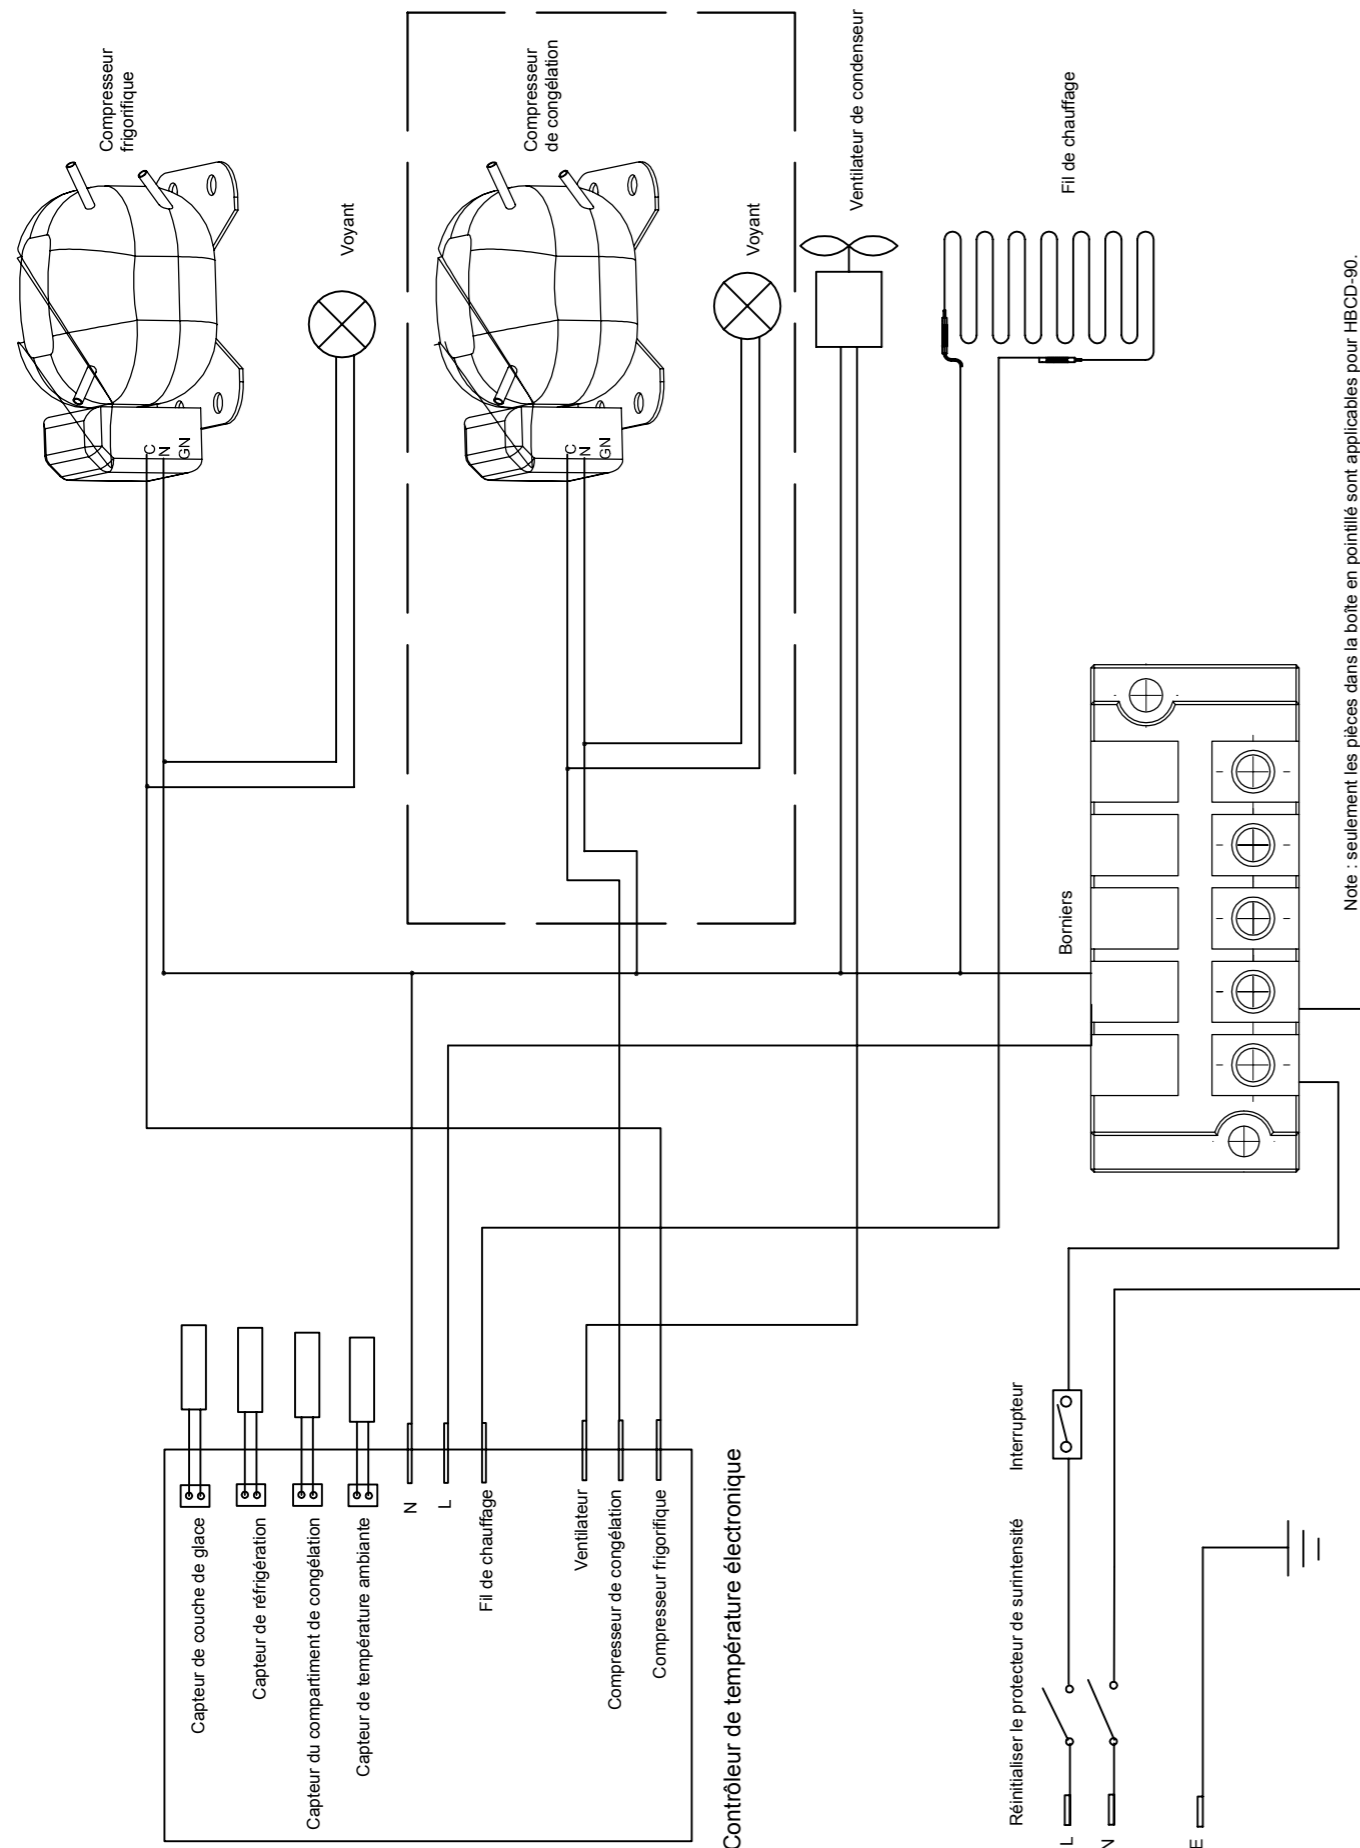 Compresseur
frigorifique
C
N
GN
Voyant
Compresseur
de congélation
C
N
GN
Voyant
Ventilateur de condenseur
Fil de chauffage
Borniers
Capteur de couche de glace
Capteur de réfrigération
Capteur du compartiment de congélation
Capteur de température ambiante
N
L
Fil de chauffage
Ventilateur
Compresseur de congélation
Compresseur frigorifique
Contrôleur de température électronique
Interrupteur
Réinitialiser le protecteur de surintensité
L
N
E
Note : seulement les pièces dans la boîte en pointillé sont applicables pour HBCD-90.